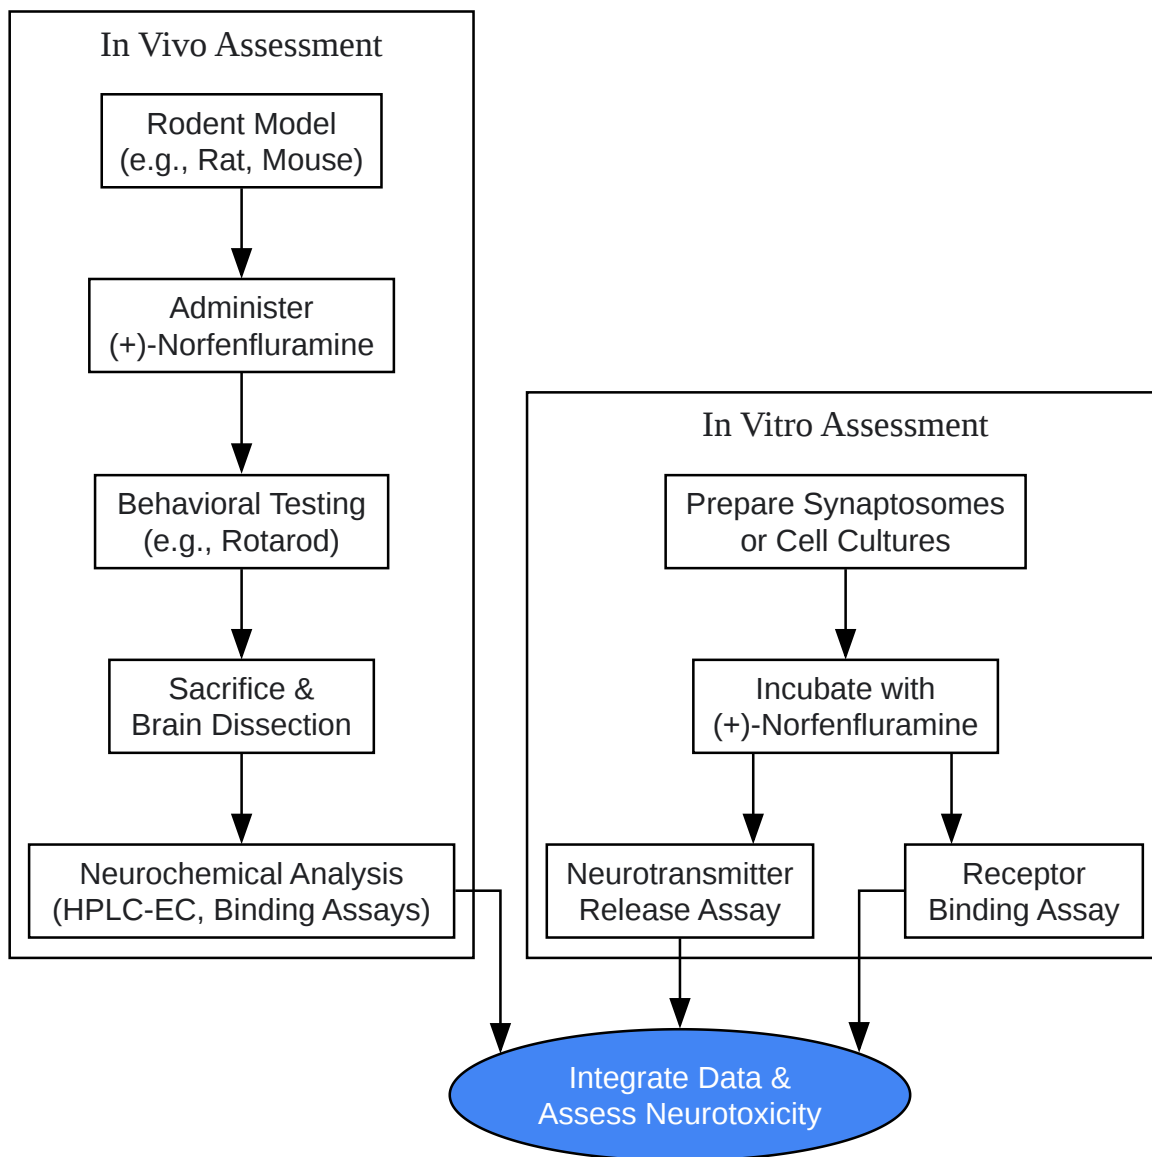 In Vivo Assessment
Rodent Model
(e.g., Rat, Mouse)
Administer
(+)-Norfenfluramine
Behavioral Testing
(e.g., Rotarod)
Sacrifice &
Brain Dissection
Neurochemical Analysis
(HPLC-EC, Binding Assays)
In Vitro Assessment
Prepare Synaptosomes
or Cell Cultures
Incubate with
(+)-Norfenfluramine
Neurotransmitter
Release Assay
Receptor
Binding Assay
Integrate Data &
Assess Neurotoxicity